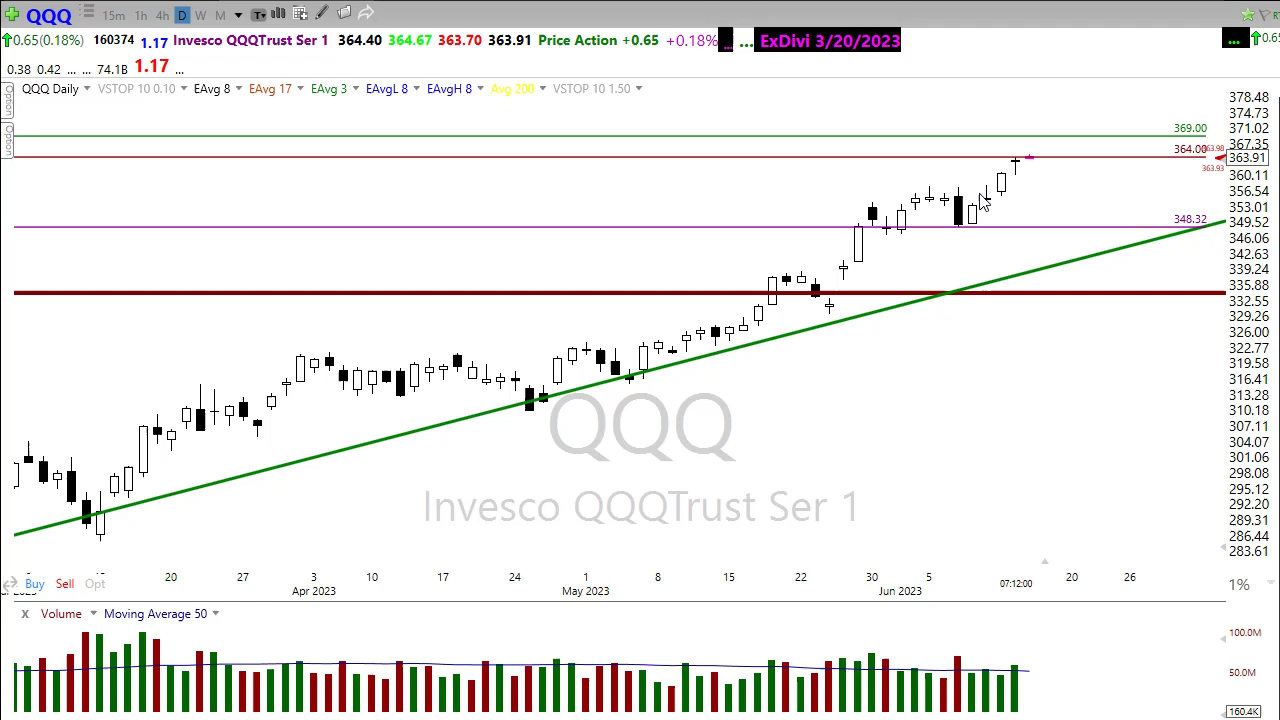 QQQ 15m 1h 4h D W M T
0.65(0.18%) 160374 1.17 Invesco QQQTrust Ser 1 364.40 364.67 363.70 363.91 Price Action +0.65 +0.18% ... ... ExDivi 3/20/2023 ... 0.65
0.38 0.42 ... ... 74.1B 1.17 ...
QQQ Daily VSTOP 10 0.10 EAvg 8 EAvg 17 EAvg 3 EAvgL 8 EAvgH 8 Avg 200 VSTOP 10 1.50
Option
Option
378.48
374.73
369.00 371.02
364.00 363.98 367.35
363.91
363.93 360.11
356.54
353.01
348.32 349.52
346.06
342.63
339.24
335.88
332.55
329.26
326.00
322.77
319.58
316.41
313.28
310.18
307.11
304.07
301.06
298.08
295.12
292.20
289.31
286.44
283.61
QQQ
Invesco QQQTrust Ser 1
20 27 3 10 17 24 1 8 15 22 30 5 07:12:00 20 26
Buy Sell Opt 1%
Apr 2023 May 2023 Jun 2023
x Volume Moving Average 50
100.0M
50.0M
160.4K